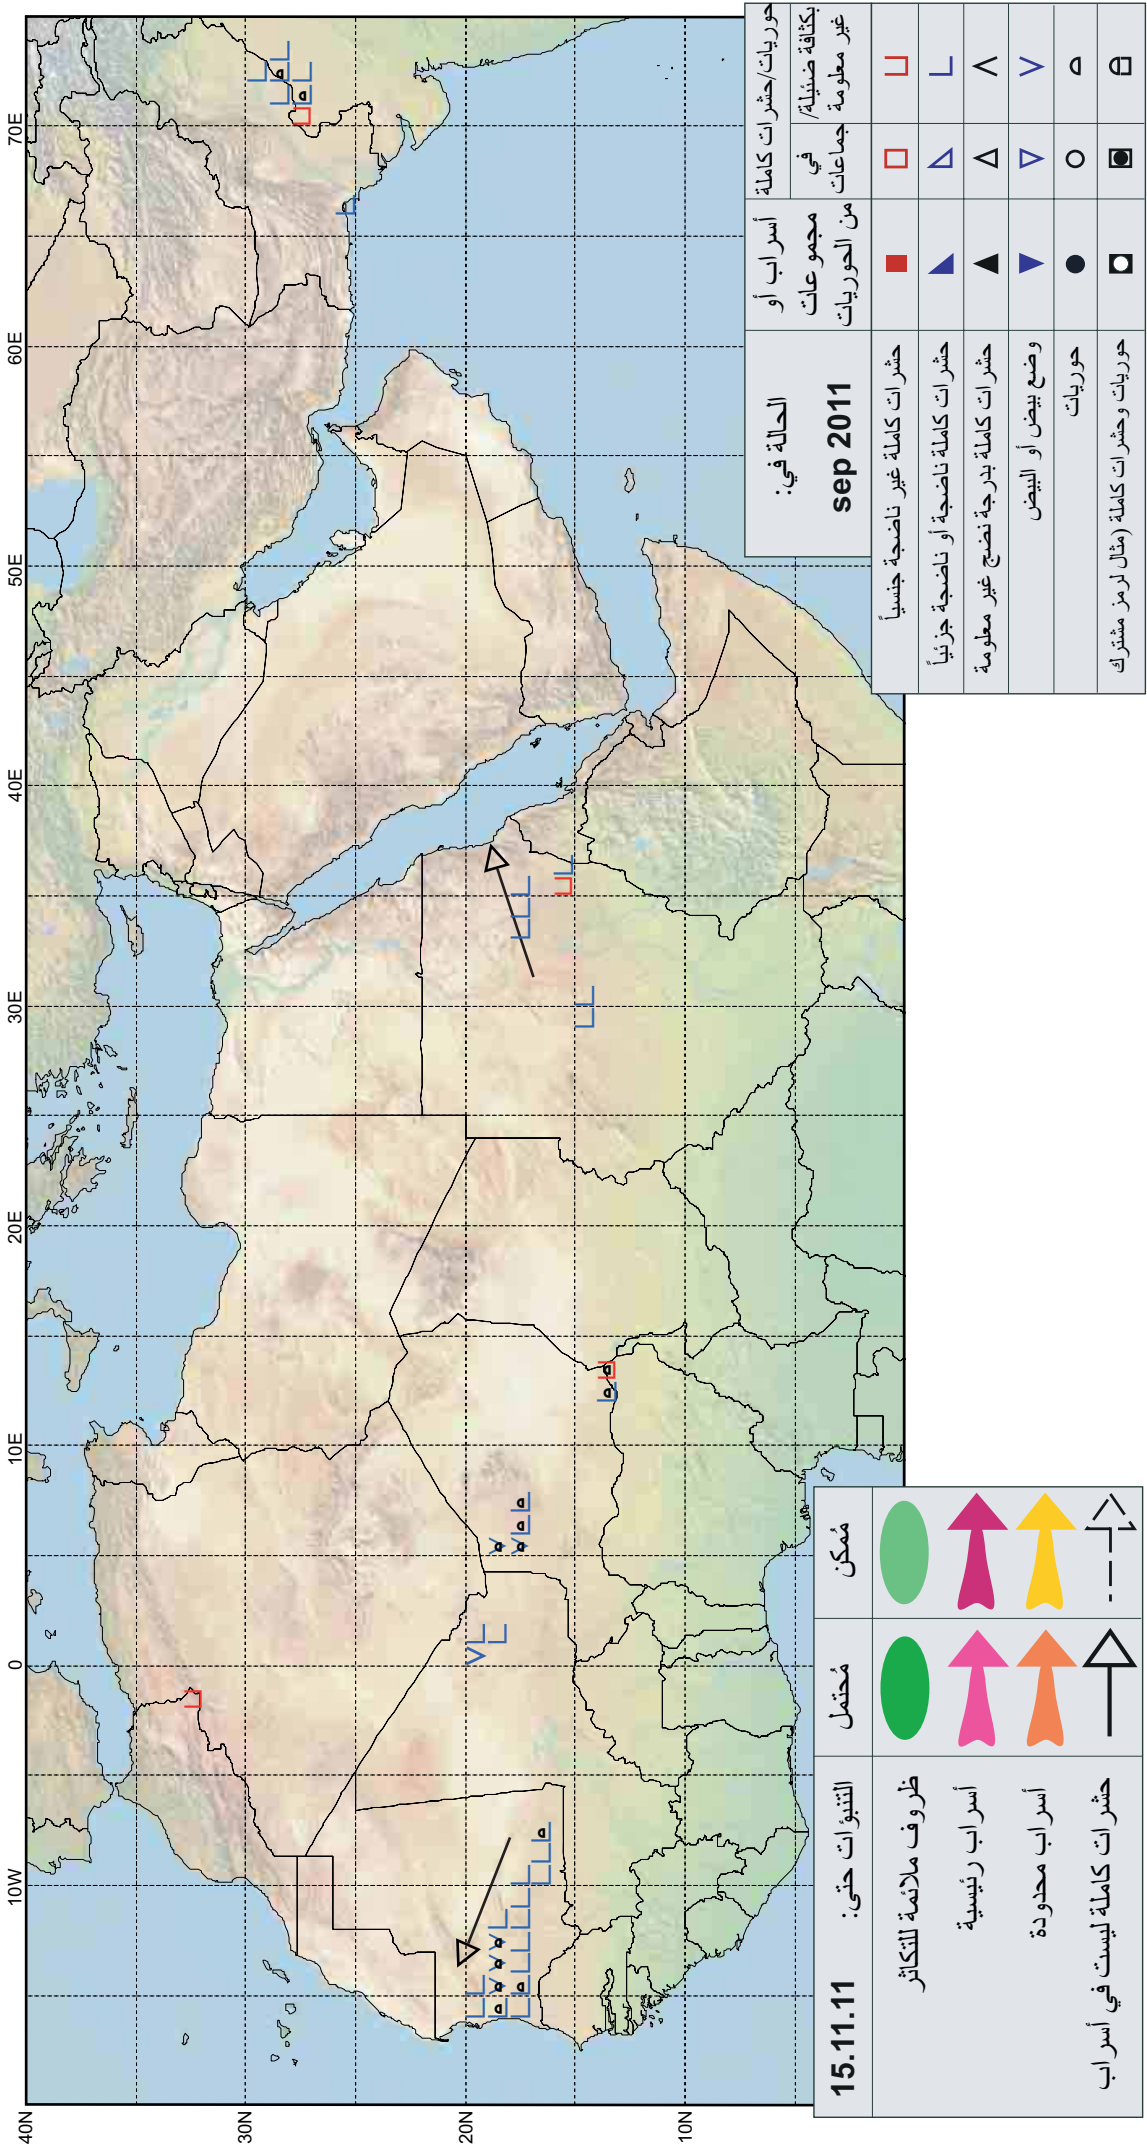 70E
60E
50E
40E
30E
20E
10E
0
10W
40N
30N
20N
10N
الحالة في:
sep 2011
أسراب أو
مجموعات
من الحوريات
حوريات/حشرات كاملة
في
جماعات
بكثافة ضئيلة/
غير معلومة
حشرات كاملة غير ناضجة جنسياً
حشرات كاملة ناضجة أو ناضجة جزئياً
حشرات كاملة بدرجة نضج غير معلومة
وضع بيض أو البيض
حوريات
حوريات وحشرات كاملة (مثال لرمز مشترك
15.11.11
التنبؤات حتى:
مُحتمل
مُمكن
ظروف ملائمة للتكاثر
أسراب رئيسية
أسراب محدودة
حشرات كاملة ليست في أسراب